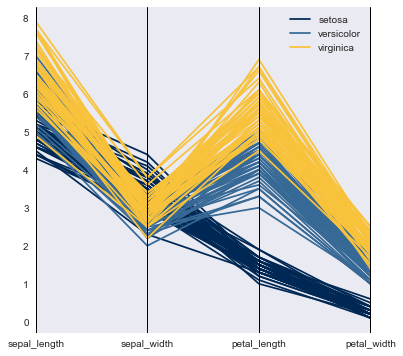 8
7
6
5
4
3
2
1
0
setosa
versicolor
virginica
sepal_length sepal_width petal_length petal_width